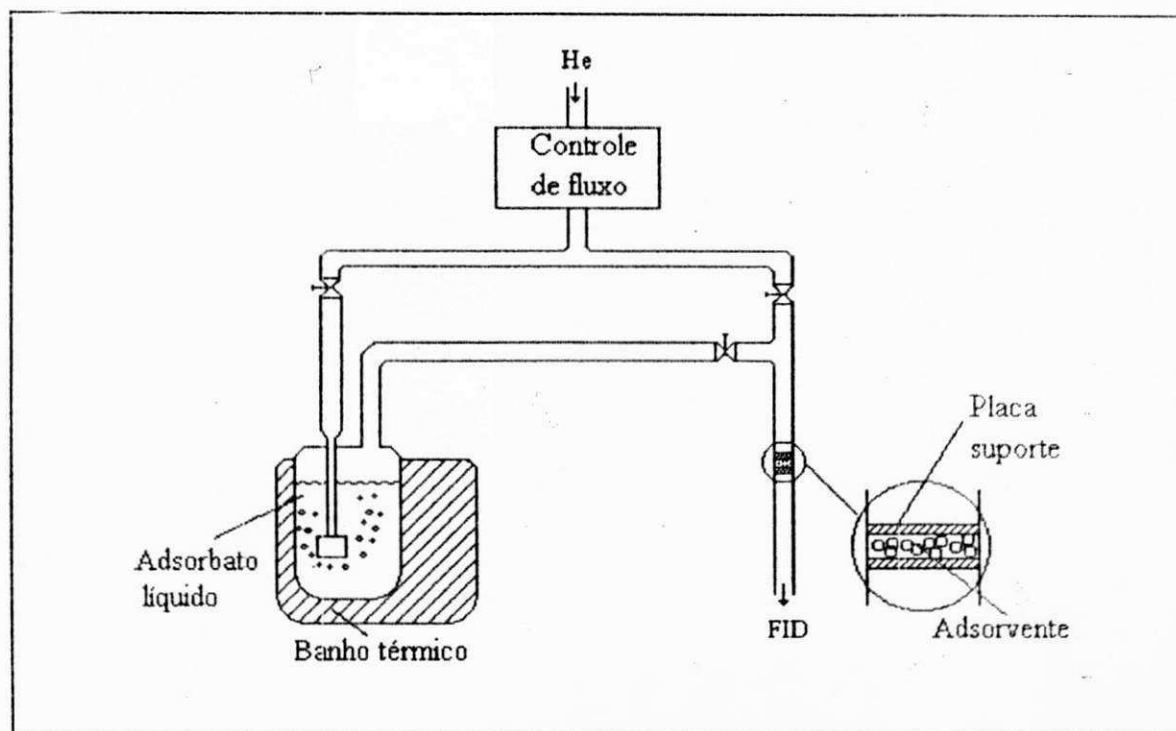 He
Controle
de fluxo
Placa
suporte
Adsorbato
líquido
Banho térmico
FID
Adsorvente